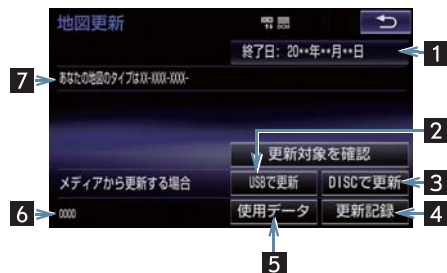 地図更新
終了日: 20••年••月••日
1
7
あなたの地図のタイプはXX-XXXX-XXXX-
2
更新対象を確認
メディアから更新する場合
USBで更新
DISCで更新
3
6
0000
使用データ
更新記録
4
5